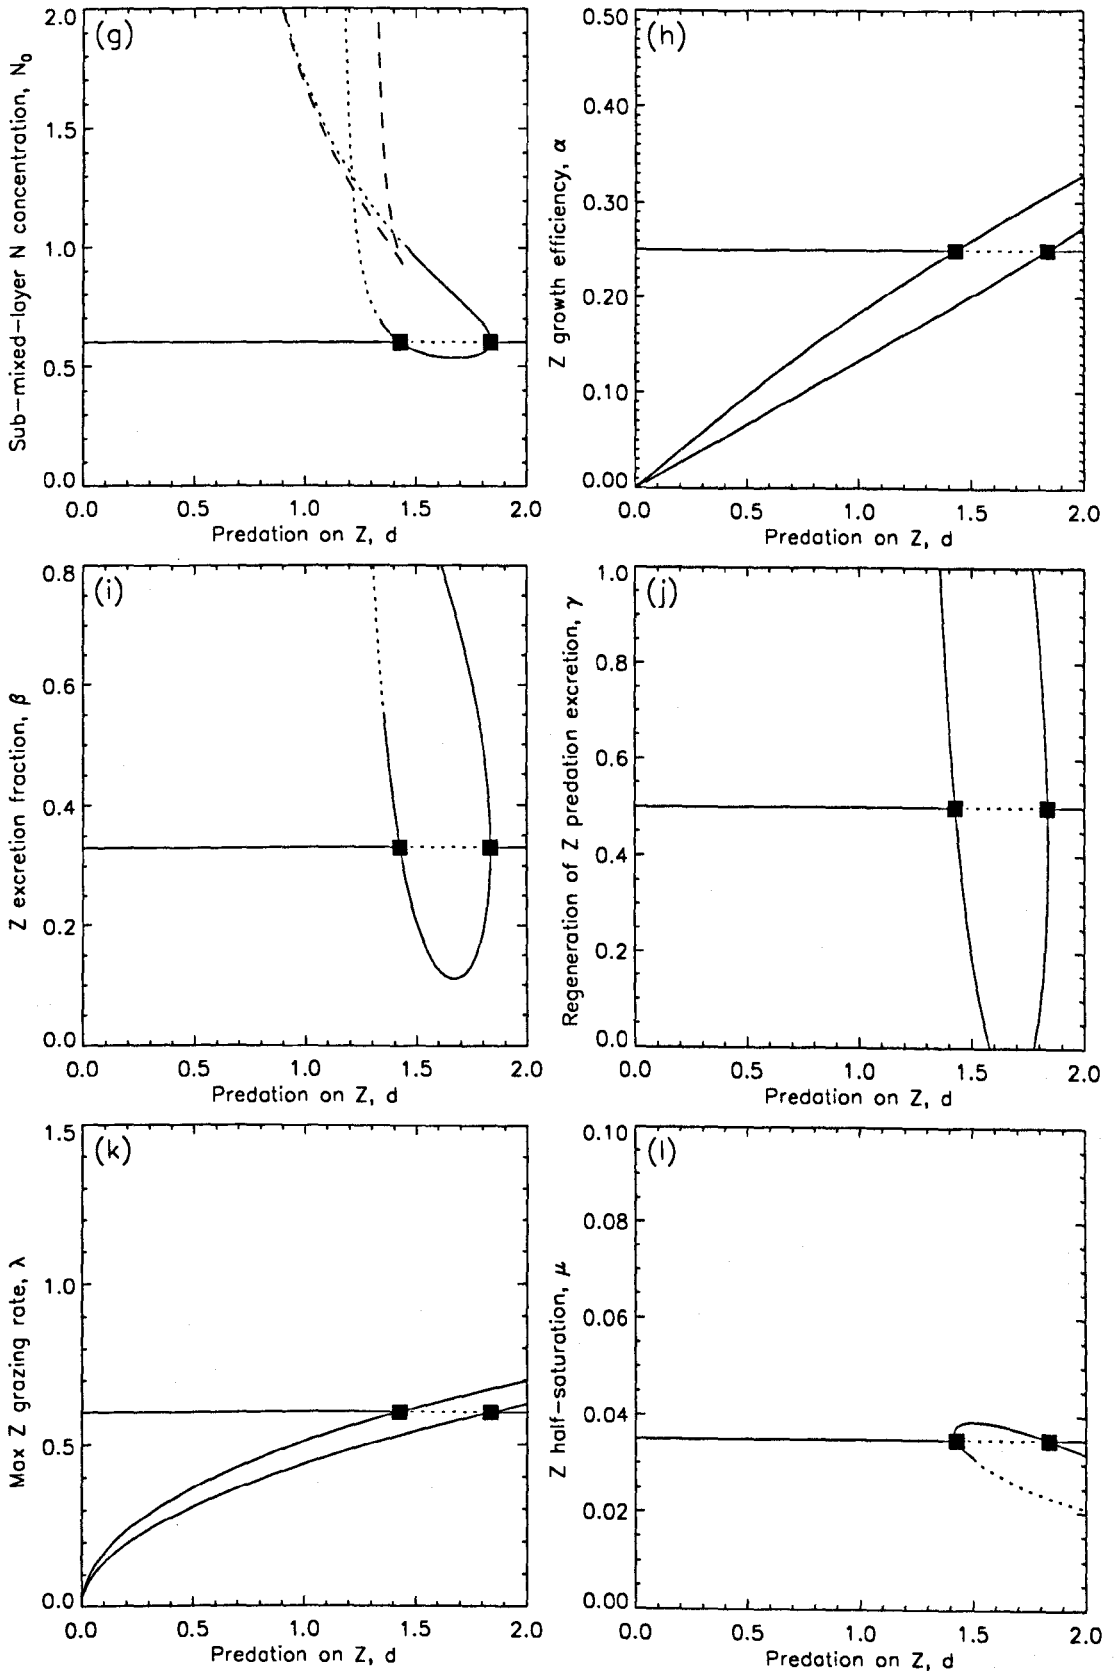 (g)
Sub-mixed-layer N concentration, N0
2.0
1.5
1.0
0.5
0.0
0.0 0.5 1.0 1.5 2.0
Predation on Z, d
(h)
Z growth efficiency, α
0.50
0.40
0.30
0.20
0.10
0.00
0.0 0.5 1.0 1.5 2.0
Predation on Z, d
(i)
Z excretion fraction, β
0.8
0.6
0.4
0.2
0.0
0.0 0.5 1.0 1.5 2.0
Predation on Z, d
(j)
Regeneration of Z predation excretion, γ
1.0
0.8
0.6
0.4
0.2
0.0
0.0 0.5 1.0 1.5 2.0
Predation on Z, d
(k)
Max Z grazing rate, λ
1.5
1.0
0.5
0.0
0.0 0.5 1.0 1.5 2.0
Predation on Z, d
(l)
Z half-saturation, μ
0.10
0.08
0.06
0.04
0.02
0.00
0.0 0.5 1.0 1.5 2.0
Predation on Z, d